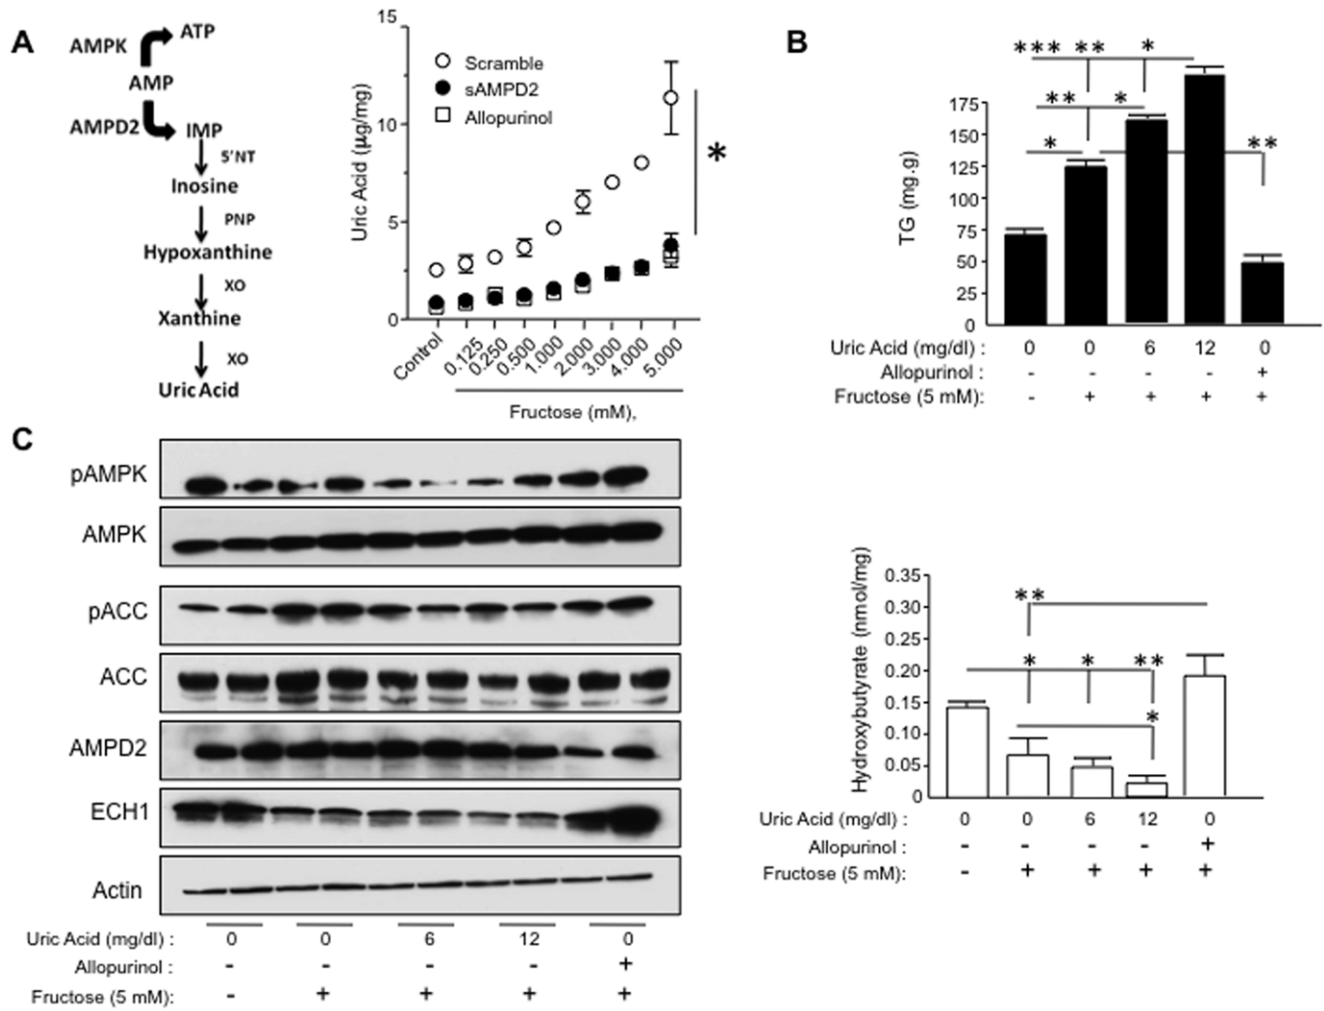 A
AMPK
ATP
AMP
AMPD2
IMP
5'NT
Inosine
PNP
Hypoxanthine
XO
Xanthine
XO
Uric Acid
Uric Acid (µg/mg)
15
10
5
0
Scramble
sAMPD2
Allopurinol
*
Control
0.125
0.250
0.500
1.000
2.000
3.000
4.000
5.000
Fructose (mM),
B
TG (mg.g)
175
150
125
100
75
50
25
0
*** ** *
** *
* **
Uric Acid (mg/dl) : 0 0 6 12 0
Allopurinol : - - - - +
Fructose (5 mM): - + + + +
C
pAMPK
AMPK
pACC
ACC
AMPD2
ECH1
Actin
Uric Acid (mg/dl) : 0 0 6 12 0
Allopurinol : - - - - +
Fructose (5 mM): - + + + +
Hydroxybutyrate (nmol/mg)
0.35
0.30
0.25
0.20
0.15
0.10
0.05
0
**
* * **
*
Uric Acid (mg/dl) : 0 0 6 12 0
Allopurinol : - - - - +
Fructose (5 mM): - + + + +